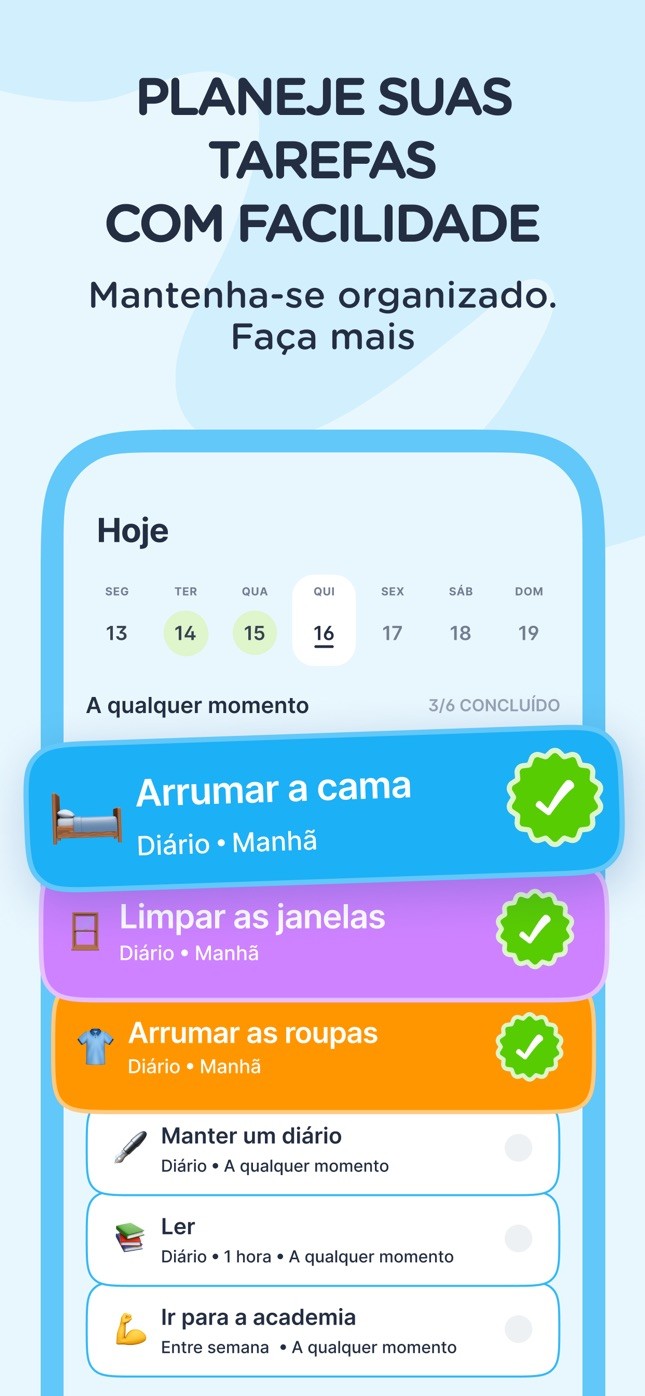 PLANEJE SUAS
TAREFAS
COM FACILIDADE
Mantenha-se organizado.
Faça mais
Hoje
SEG TER QUA QUI SEX SÁB DOM
13 14 15 16 17 18 19
A qualquer momento 3/6 CONCLUÍDO
Arrumar a cama
Diário • Manhã
Limpar as janelas
Diário • Manhã
Arrumar as roupas
Diário • Manhã
Manter um diário
Diário • A qualquer momento
Ler
Diário • 1 hora • A qualquer momento
Ir para a academia
Entre semana • A qualquer momento